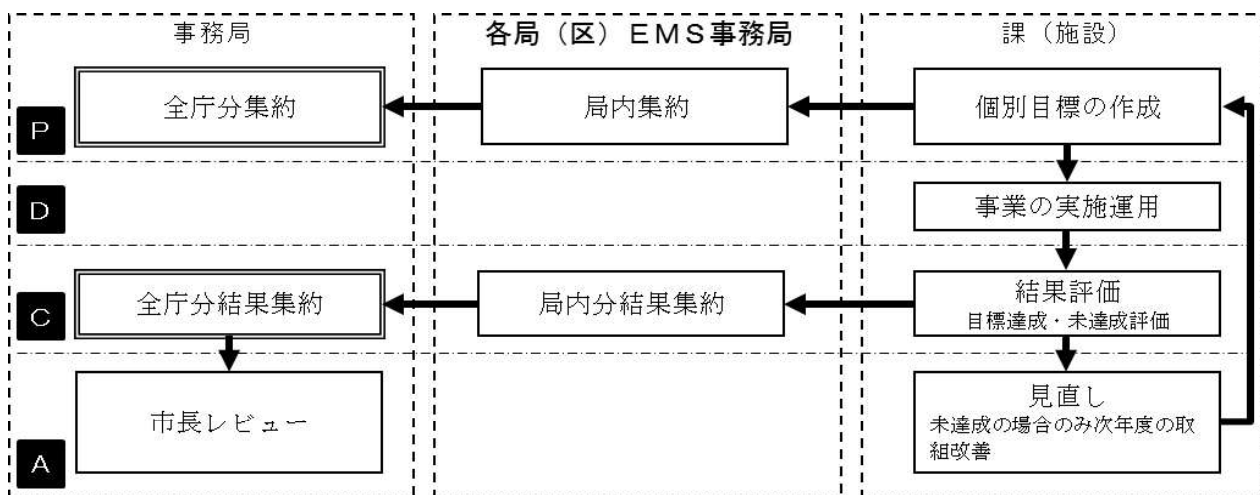 事務局
各局（区）ＥＭＳ事務局
課（施設）
P
全庁分集約
局内集約
個別目標の作成
D
事業の実施運用
C
全庁分結果集約
局内分結果集約
結果評価
目標達成・未達成評価
A
市長レビュー
見直し
未達成の場合のみ次年度の取
組改善